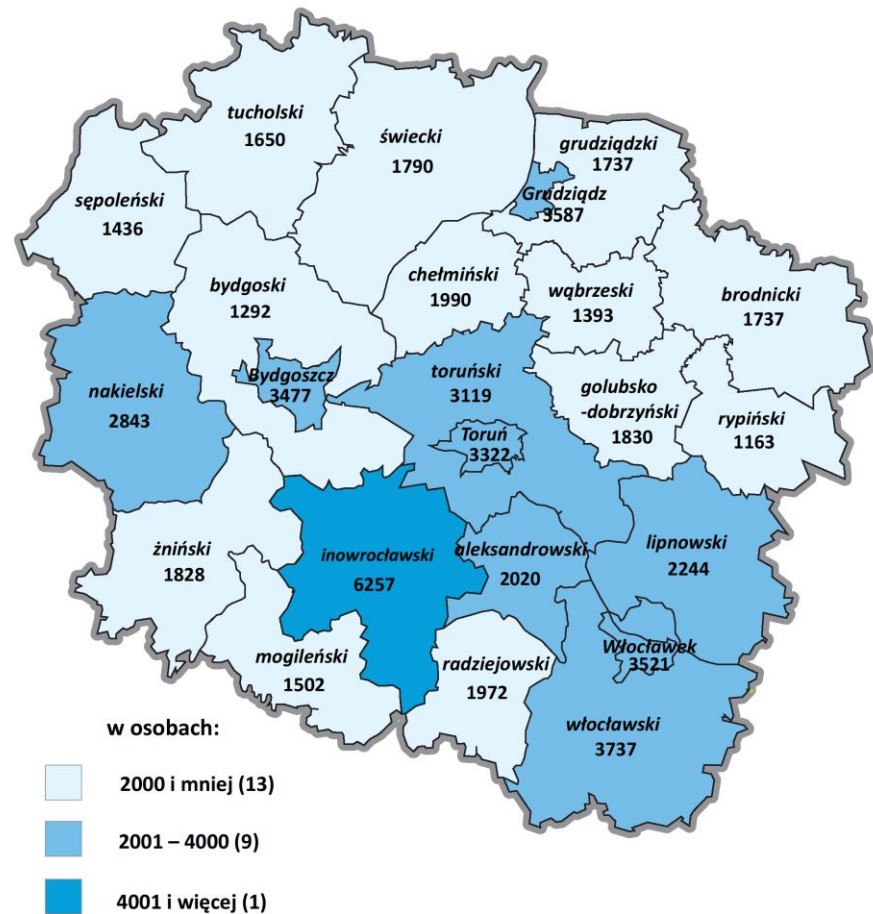 tucholski
1650
świecki
1790
grudziądzki
1737
Grudziądz
3587
sępoleński
1436
bydgoski
1292
chełmiński
1990
wąbrzeski
1393
brodnicki
1737
nakielski
2843
Bydgoszcz
3477
toruński
3119
golubsko
-dobrzyński
1830
rypiński
1163
Toruń
3322
żniński
1828
inowrocławski
6257
aleksandrowski
2020
lipnowski
2244
mogileński
1502
radziejowski
1972
Włocławek
3521
włocławski
3737
w osobach:
2000 i mniej (13)
2001 – 4000 (9)
4001 i więcej (1)